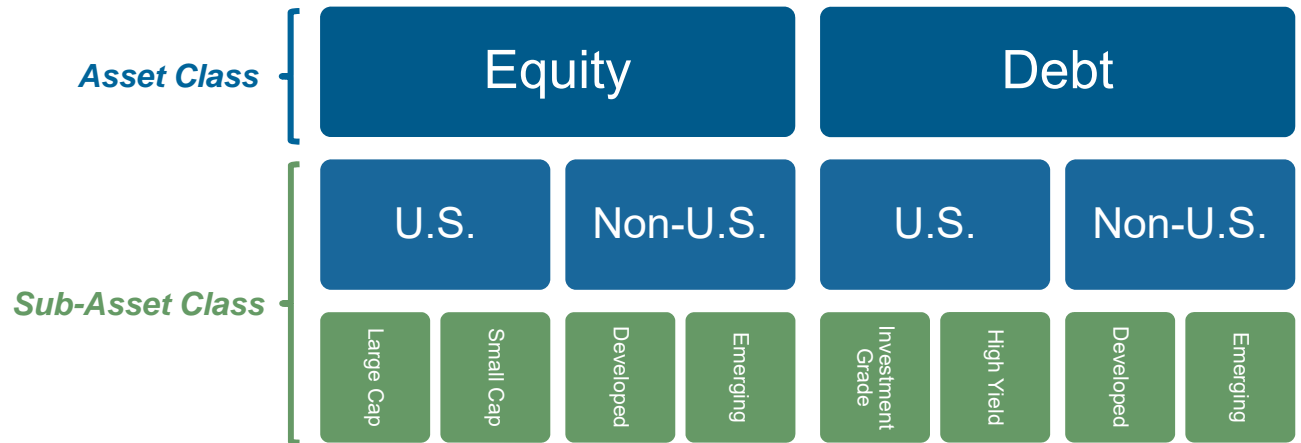 Asset Class
Equity
Debt
Sub-Asset Class
U.S.
Non-U.S.
U.S.
Non-U.S.
Large Cap
Small Cap
Developed
Emerging
Investment
Grade
High Yield
Developed
Emerging